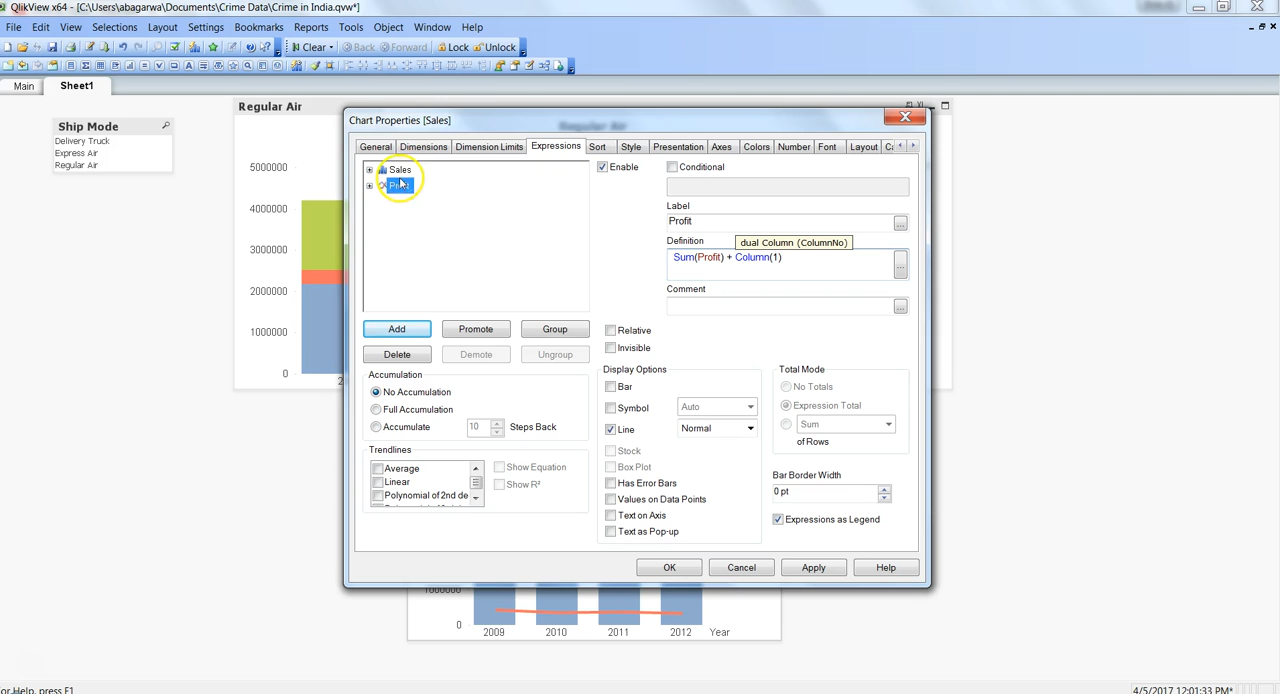 QlikView x64 - [C:\Users\abagarwa\Documents\Crime Data\Crime in India.qvw*]
File Edit View Selections Layout Settings Bookmarks Reports Tools Object Window Help
Clear Back Forward Lock Unlock
Main Sheet1
Regular Air
Ship Mode
Delivery Truck
Express Air
Regular Air
Regular Air
5000000
4000000
3000000
2000000
1000000
0
Chart Properties [Sales]
General Dimensions Dimension Limits Expressions Sort Style Presentation Axes Colors Number Font Layout
Sales
Enable
Conditional
Label
Profit
Definition
dual Column (ColumnNo)
Sum(Profit) + Column(1)
Comment
Add Promote Group
Delete Demote Ungroup
Relative
Invisible
Accumulation
No Accumulation
Full Accumulation
Accumulate 10 Steps Back
Trendlines
Average
Linear
Polynomial of 2nd de
Show Equation
Show R²
Display Options
Bar
Symbol Auto
Line Normal
Stock
Box Plot
Has Error Bars
Values on Data Points
Text on Axis
Text as Pop-up
Total Mode
No Totals
Expression Total
Sum
of Rows
Bar Border Width
0 pt
Expressions as Legend
OK Cancel Apply Help
1000000
0
2009 2010 2011 2012 Year
For Help, press F1
4/5/2017 12:01:33 PM*